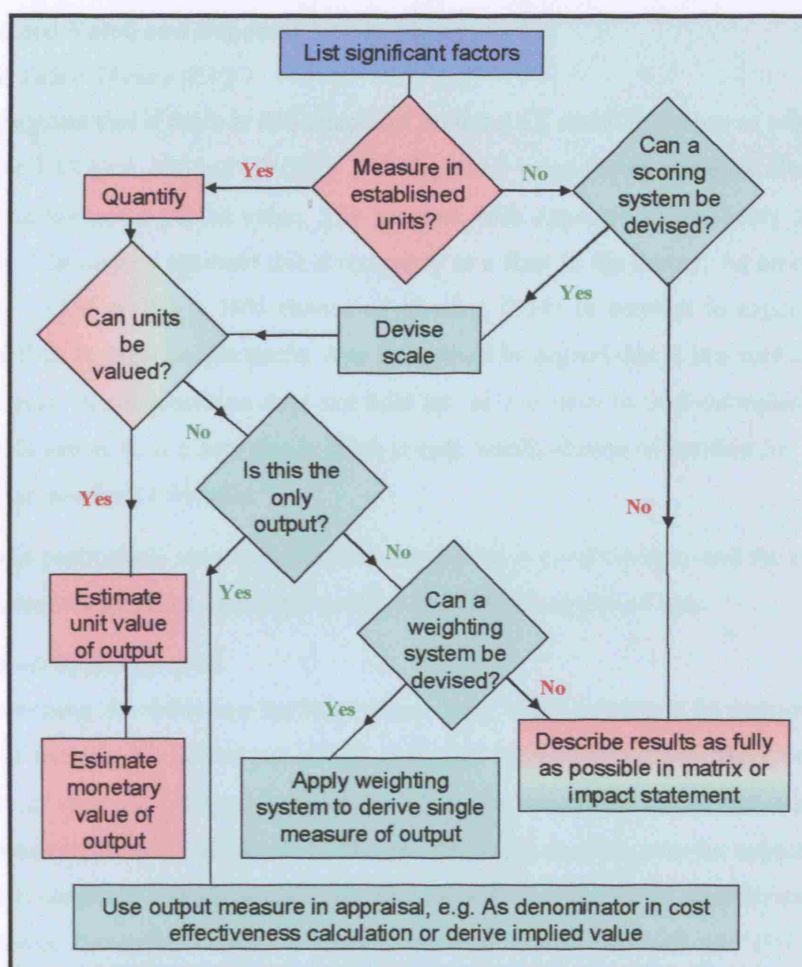 List significant factors
Yes
Measure in
established
units?
No
Can a
scoring
system be
devised?
Quantify
Yes
Can units
be
valued?
Devise
scale
No
Is this the
only
output?
Yes
No
No
Yes
Estimate
unit value
of output
Can a
weighting
system be
devised?
Yes
No
Estimate
monetary
value of
output
Apply weighting
system to derive single
measure of output
Describe results as fully
as possible in matrix or
impact statement
Use output measure in appraisal, e.g. As denominator in cost
effectiveness calculation or derive implied value